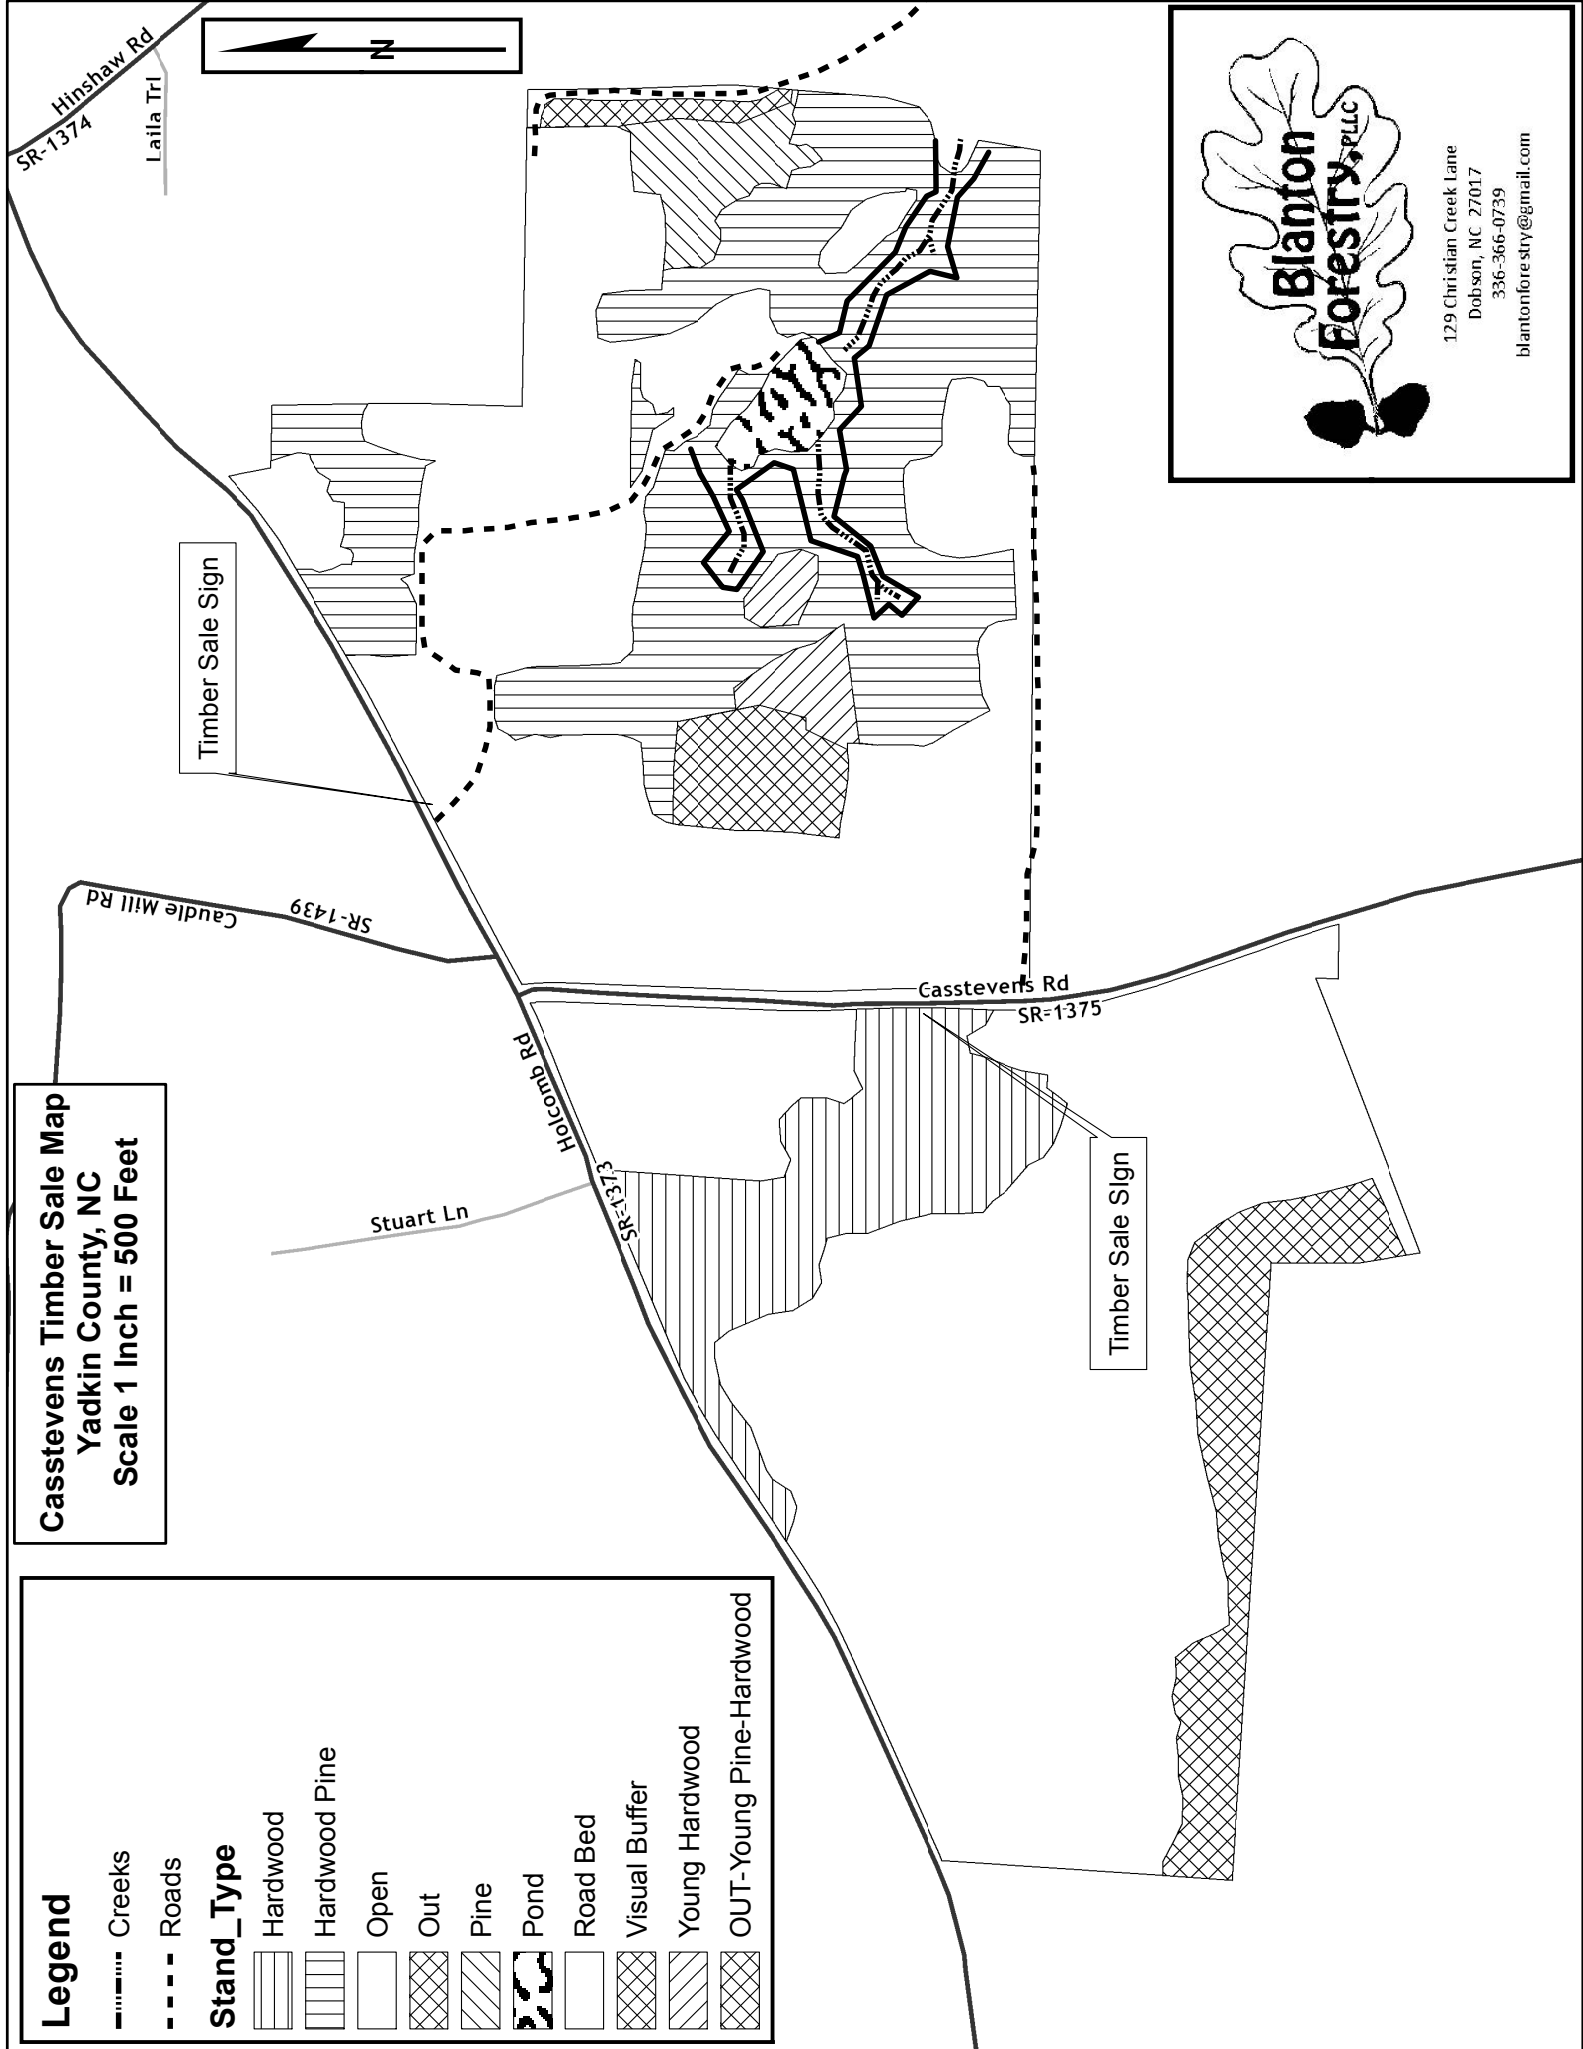 Casstevens Timber Sale Map
Yadkin County, NC
Scale 1 Inch = 500 Feet
Legend
Creeks
Roads
Stand_Type
Hardwood
Hardwood Pine
Open
Out
Pine
Pond
Road Bed
Visual Buffer
Young Hardwood
OUT-Young Pine-Hardwood
Stuart Ln
Caudle Mill Rd
SR-1439
Holcomb Rd
SR-1373
Timber Sale Sign
Hinshaw Rd
SR-1374
Laila Trl
N
Casstevens Rd
SR-1375
Timber Sale SIgn
Blanton
Forestry, PLLC
129 Christian Creek Lane
Dobson, NC 27017
336-366-0739
blantonforestry@gmail.com